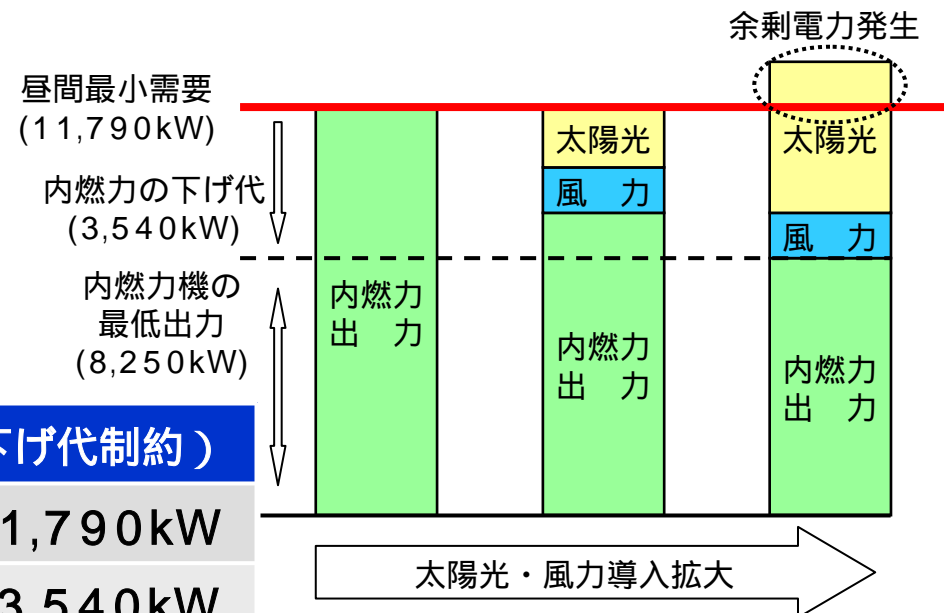 余剰電力発生
昼間最小需要
(11,790kW)
内燃力の下げ代
(3,540kW)
内燃力機の
最低出力
(8,250kW)
内燃力
出　力
太陽光
風　力
内燃力
出　力
太陽光
風　力
内燃力
出　力
下げ代制約）
1,790kW
3,540kW
太陽光・風力導入拡大